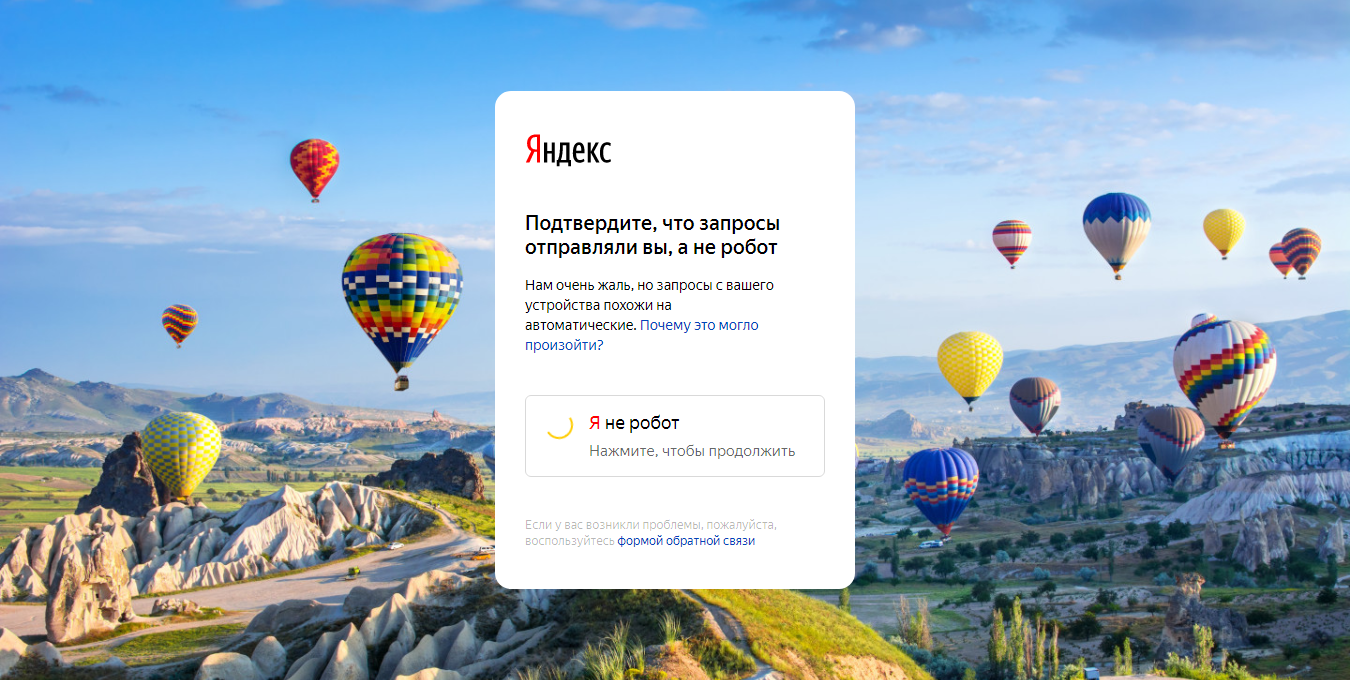 Яндекс
Подтвердите, что запросы
отправляли вы, а не робот
Нам очень жаль, но запросы с вашего
устройства похожи на
автоматические. Почему это могло
произойти?
Я не робот
Нажмите, чтобы продолжить
Если у вас возникли проблемы, пожалуйста,
воспользуйтесь формой обратной связи